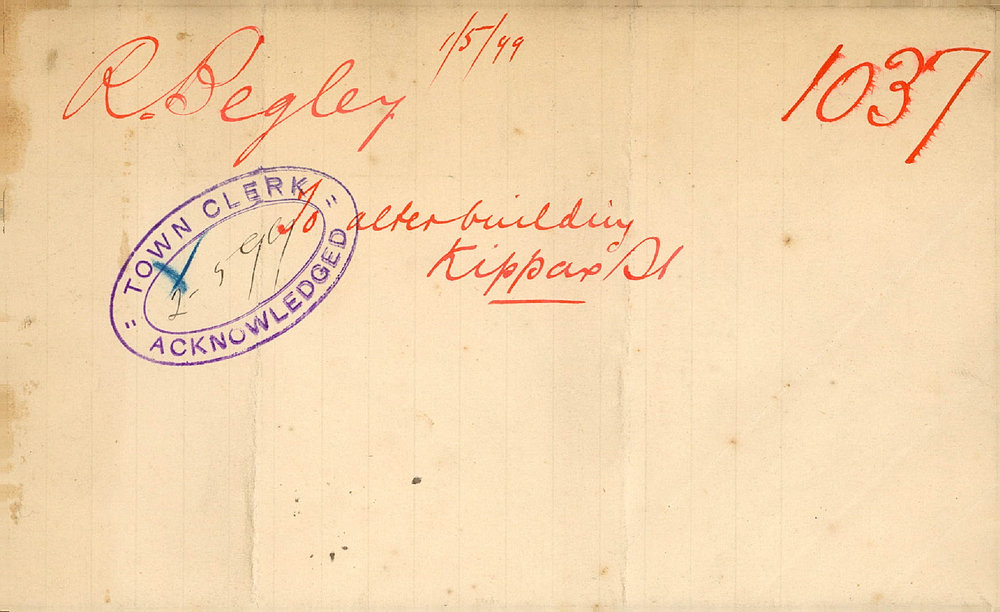 R. Begley
1/5/99
1037
TOWN CLERK
2-5-99
ACKNOWLEDGED
To alter building
Kippax St